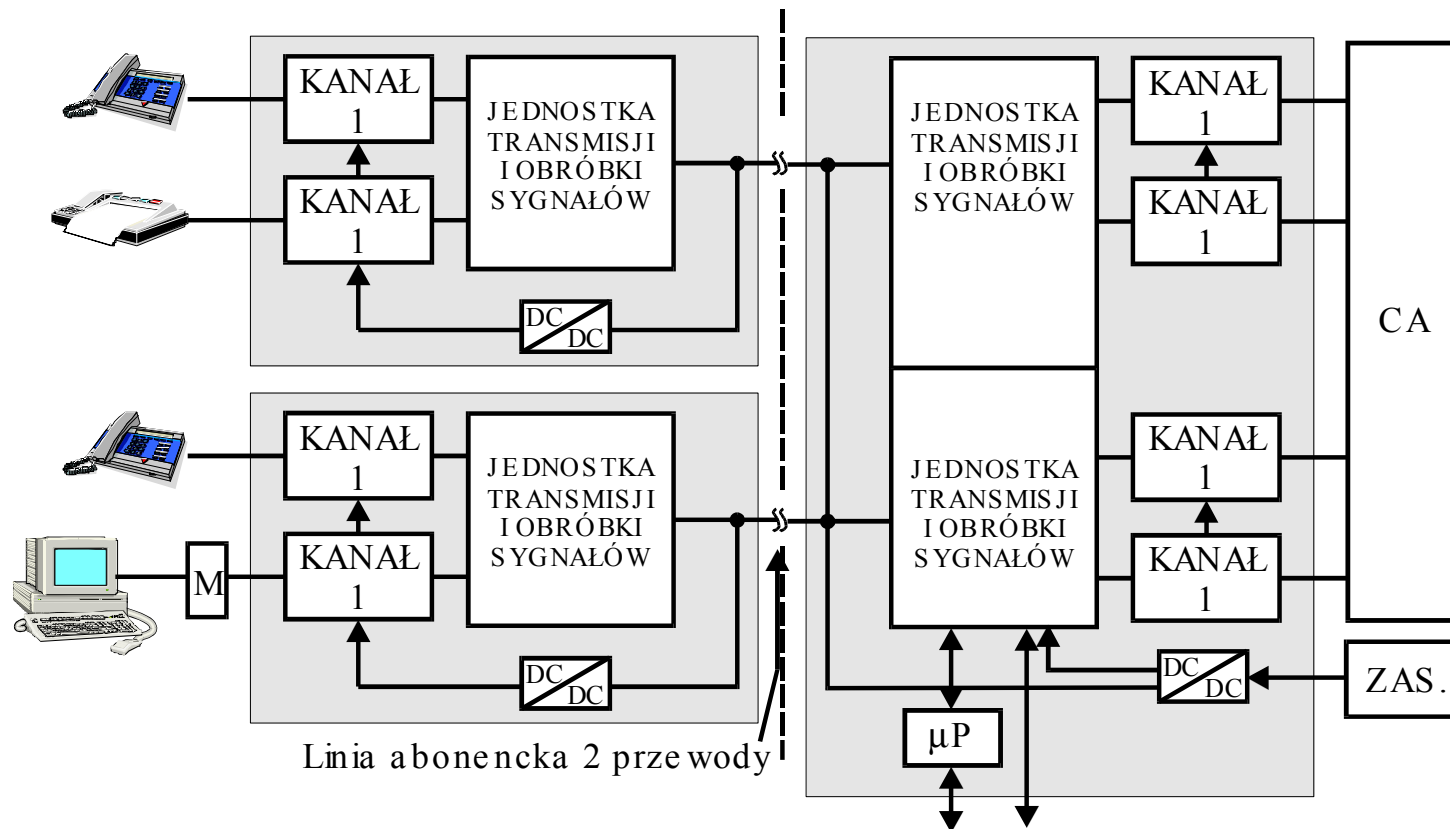 KANAŁ
1
KANAŁ
1
JEDNOSTKA
TRANSMISJI
I OBRÓBKI
SYGNAŁÓW
DC
DC
KANAŁ
1
KANAŁ
1
JEDNOSTKA
TRANSMISJI
I OBRÓBKI
SYGNAŁÓW
M
DC
DC
Linia abonencka 2 przewody
JEDNOSTKA
TRANSMISJI
I OBRÓBKI
SYGNAŁÓW
KANAŁ
1
KANAŁ
1
JEDNOSTKA
TRANSMISJI
I OBRÓBKI
SYGNAŁÓW
KANAŁ
1
KANAŁ
1
DC
DC
µP
CA
ZAS.